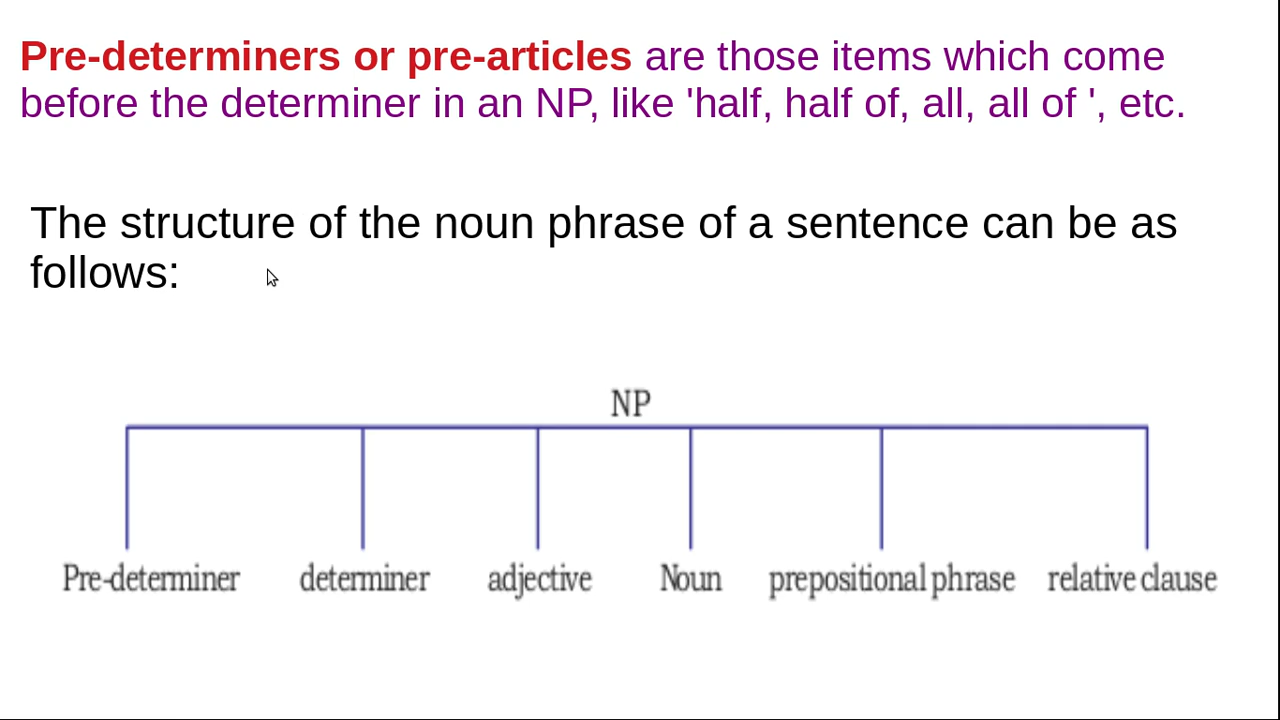 Pre-determiners or pre-articles are those items which come
before the determiner in an NP, like 'half, half of, all, all of ', etc.
The structure of the noun phrase of a sentence can be as
follows:
NP
Pre-determiner determiner adjective Noun prepositional phrase relative clause